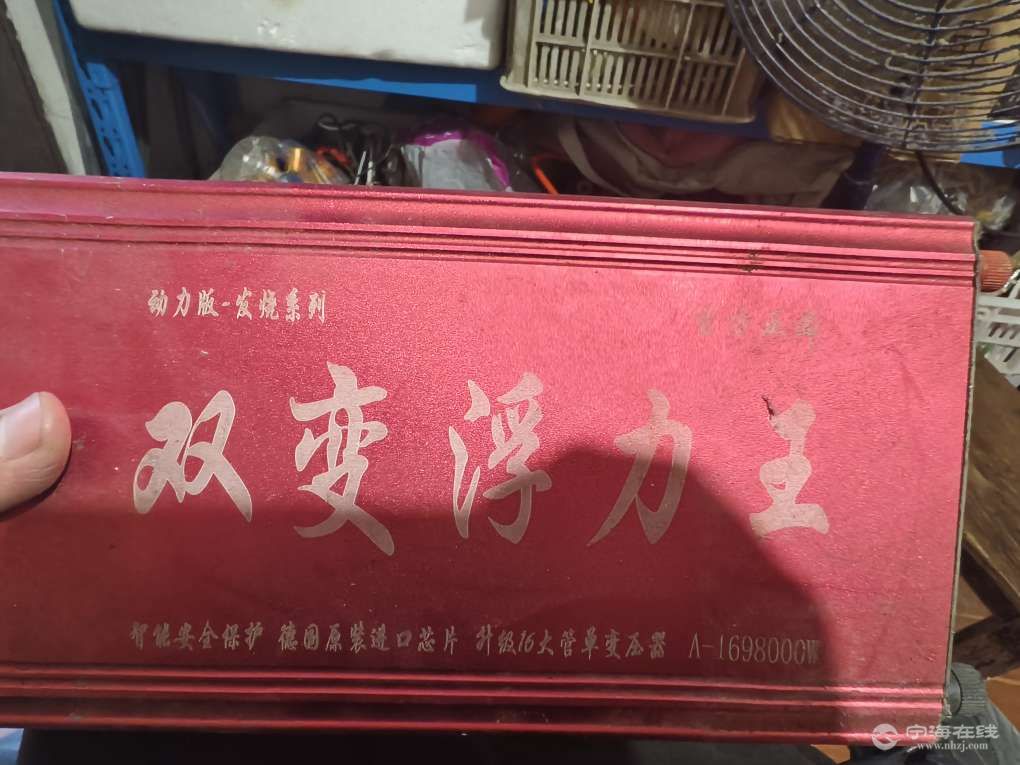 动力版-发烧系列
双变浮力王
智能安全保护 德国原装进口芯片 升级16大管单变压器 A-1698000W
宁海在线
www.nhzj.com